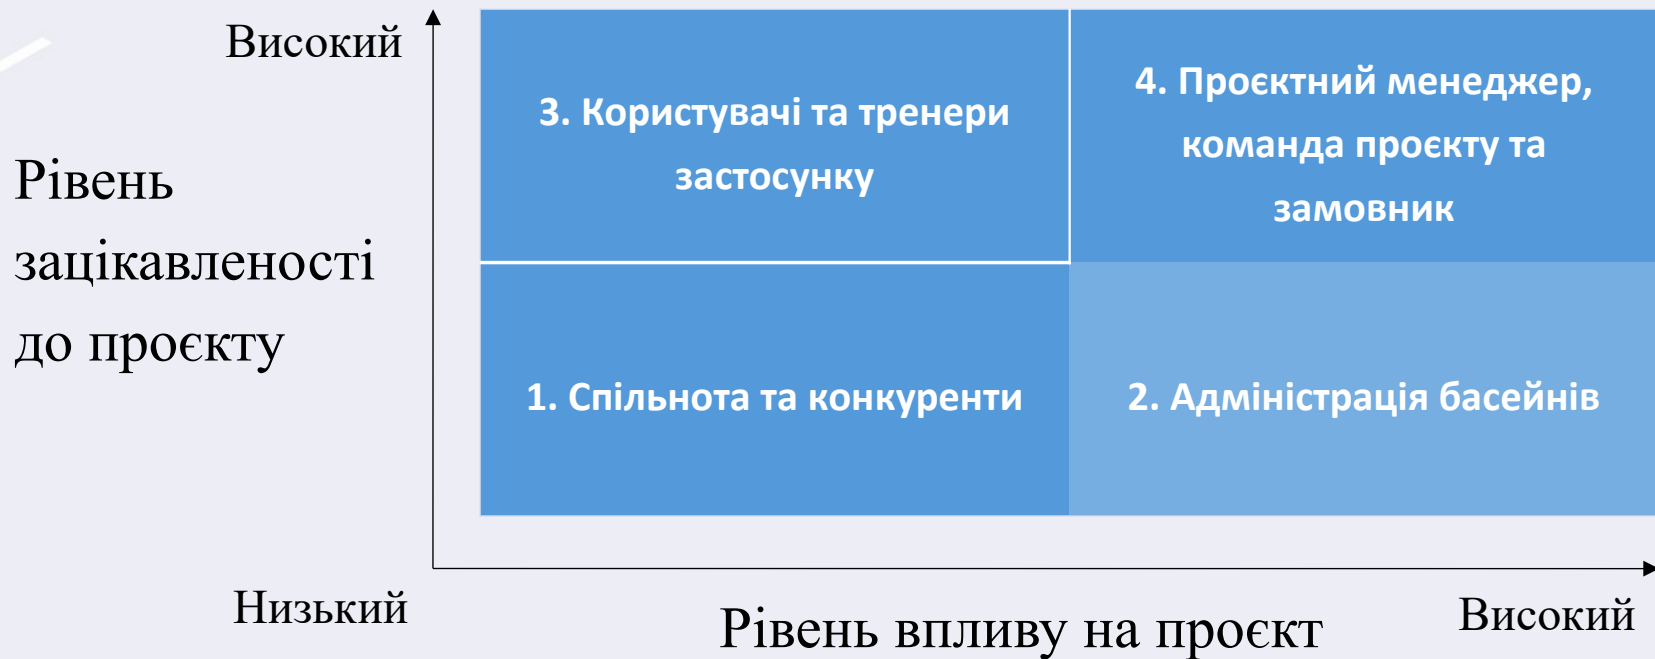 Високий
Рівень
зацікавленості
до проєкту
3. Користувачі та тренери
застосунку
4. Проєктний менеджер,
команда проєкту та
замовник
1. Спільнота та конкуренти
2. Адміністрація басейнів
Низький
Рівень впливу на проєкт
Високий